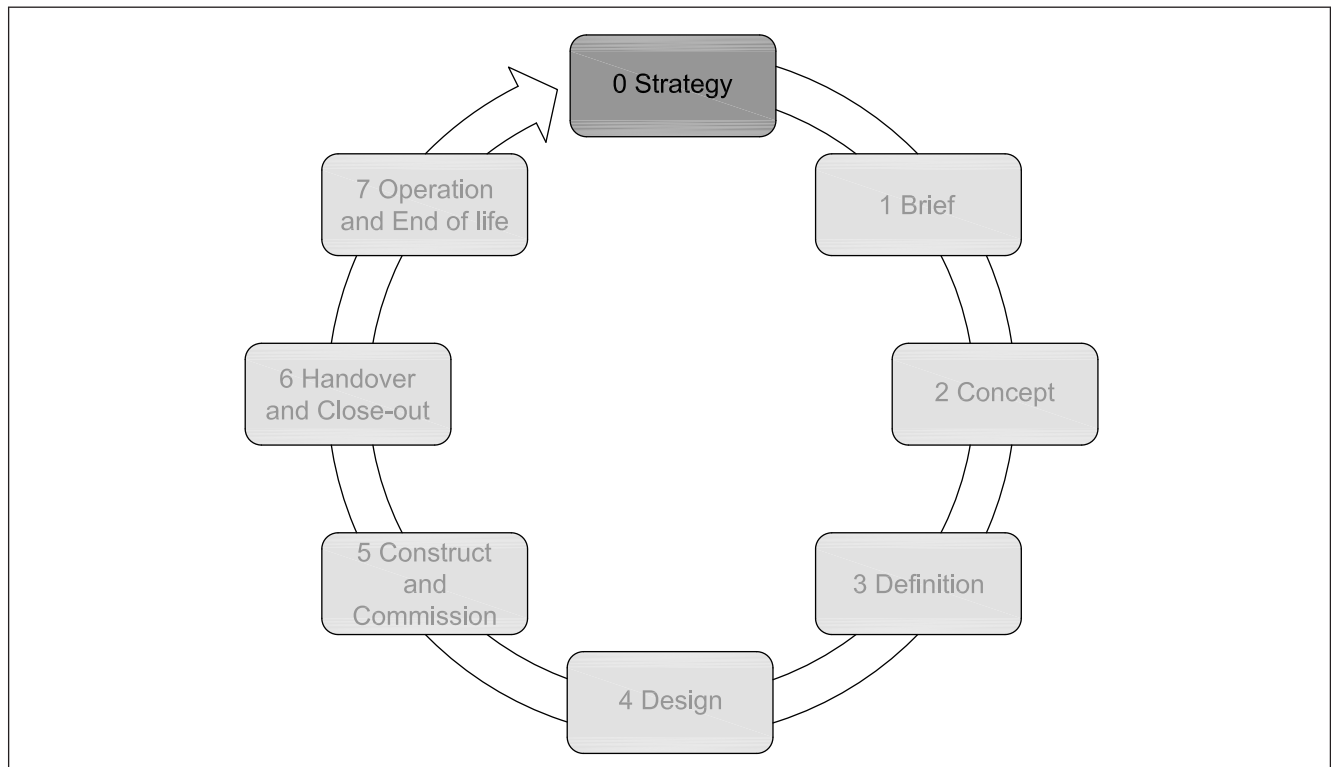 0 Strategy
1 Brief
2 Concept
3 Definition
4 Design
5 Construct
and
Commission
6 Handover
and Close-out
7 Operation
and End of life